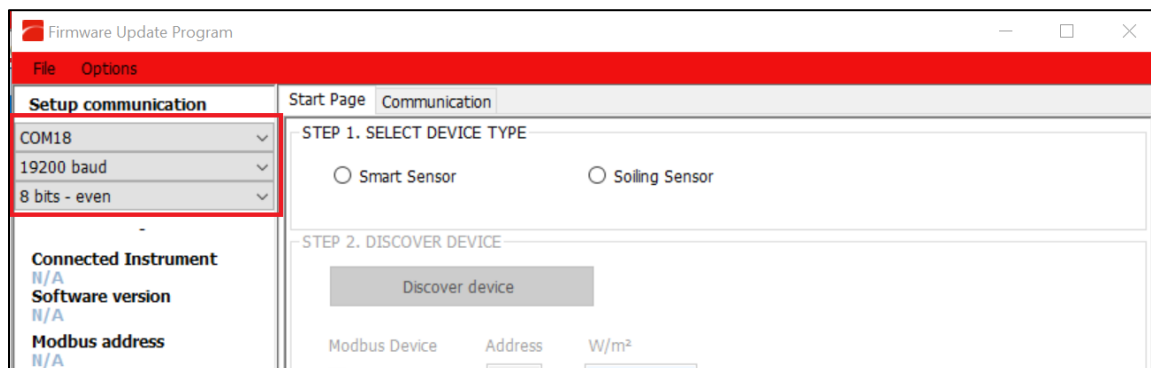 Firmware Update Program
File Options
Setup communication
COM18
19200 baud
8 bits - even
-
Connected Instrument
N/A
Software version
N/A
Modbus address
N/A
Start Page Communication
STEP 1. SELECT DEVICE TYPE
Smart Sensor Soiling Sensor
STEP 2. DISCOVER DEVICE
Discover device
Modbus Device Address W/m²